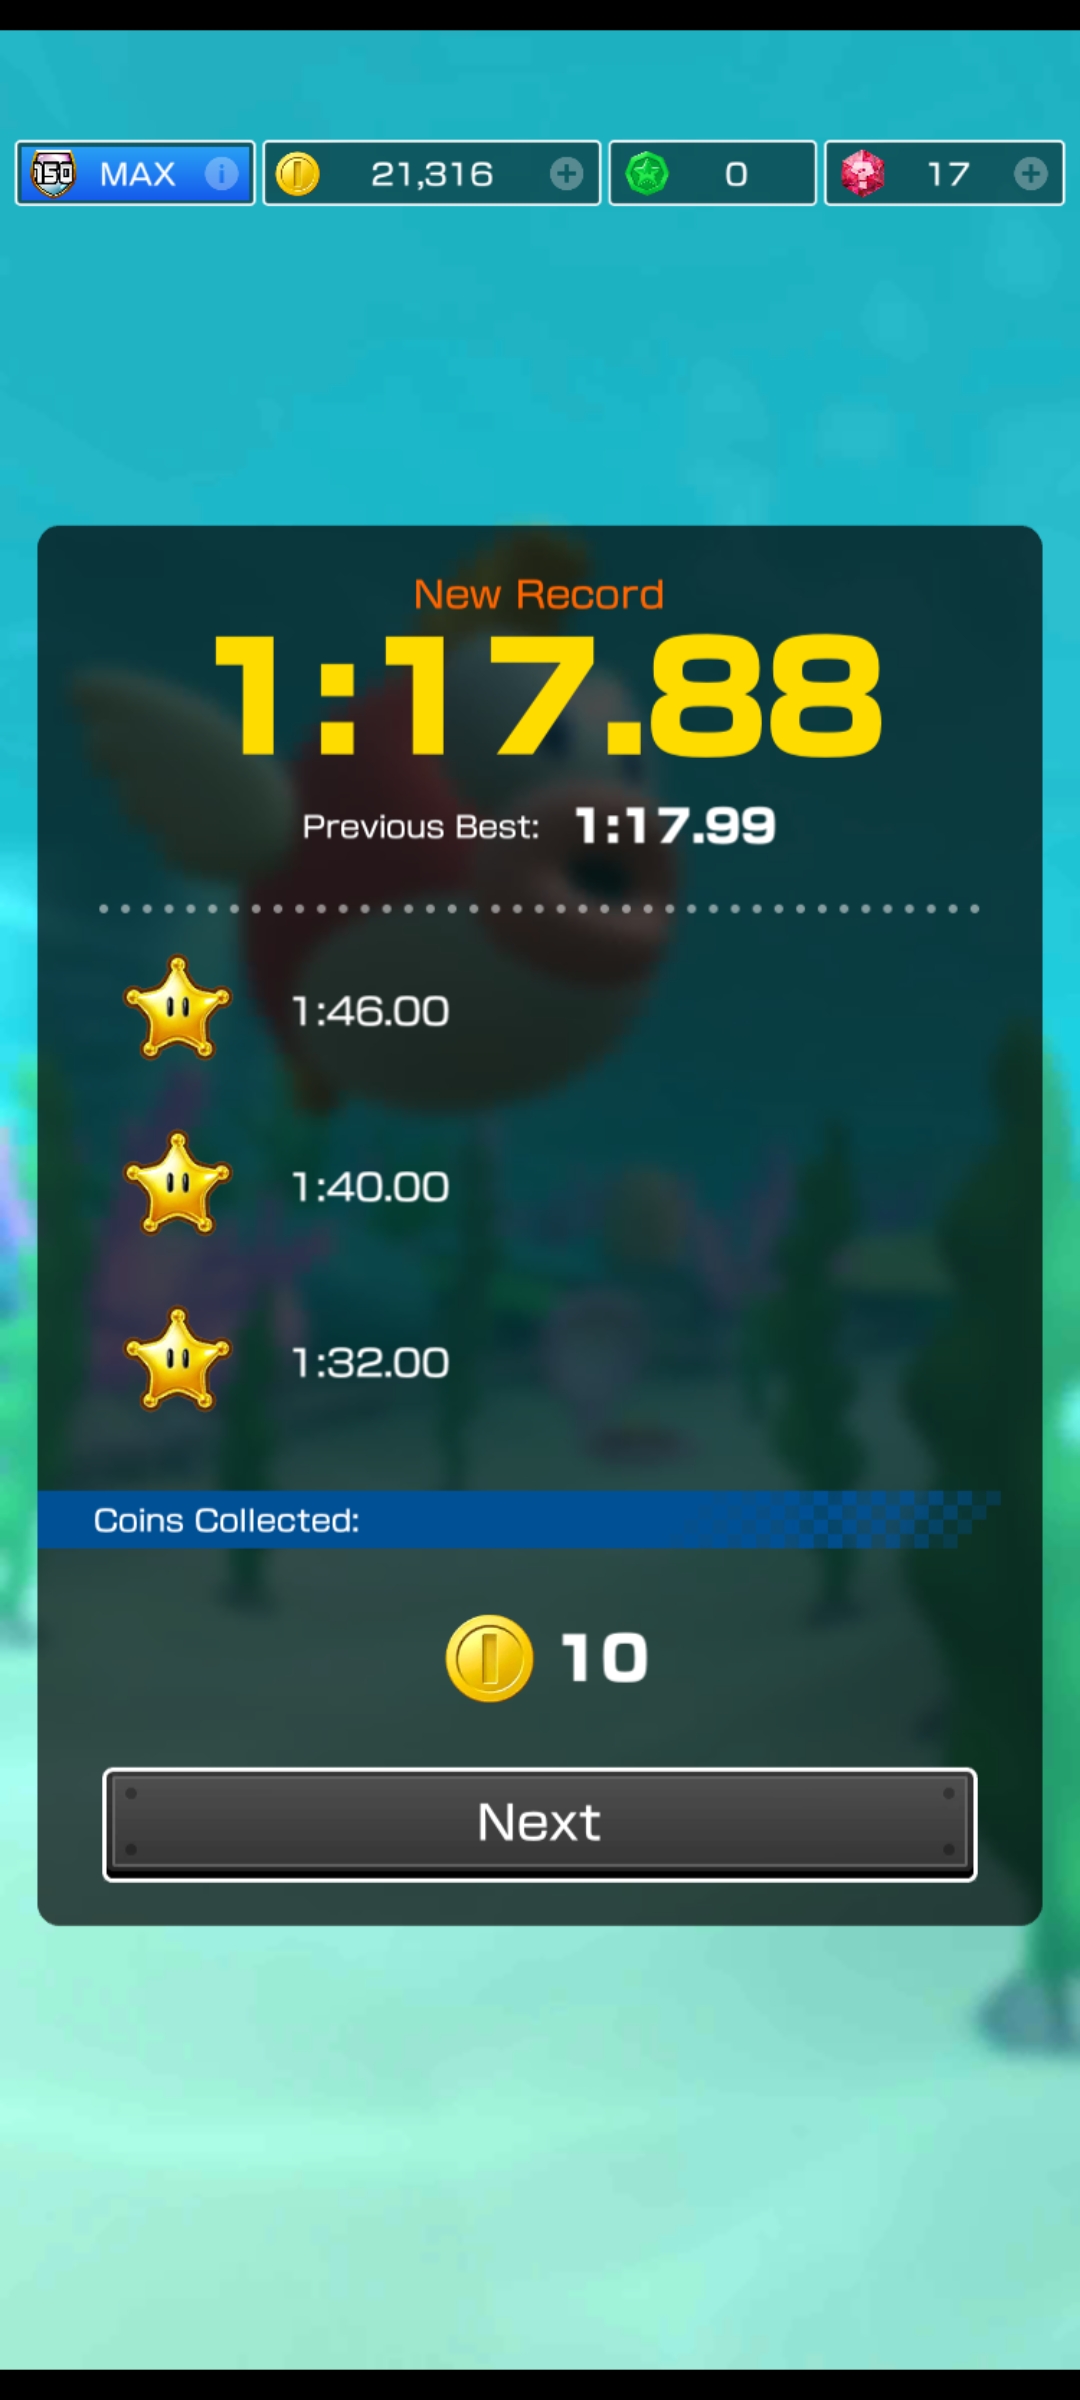 150 MAX i 21,316 + 0 17 +
New Record
1:17.88
Previous Best: 1:17.99
1:46.00
1:40.00
1:32.00
Coins Collected:
10
Next